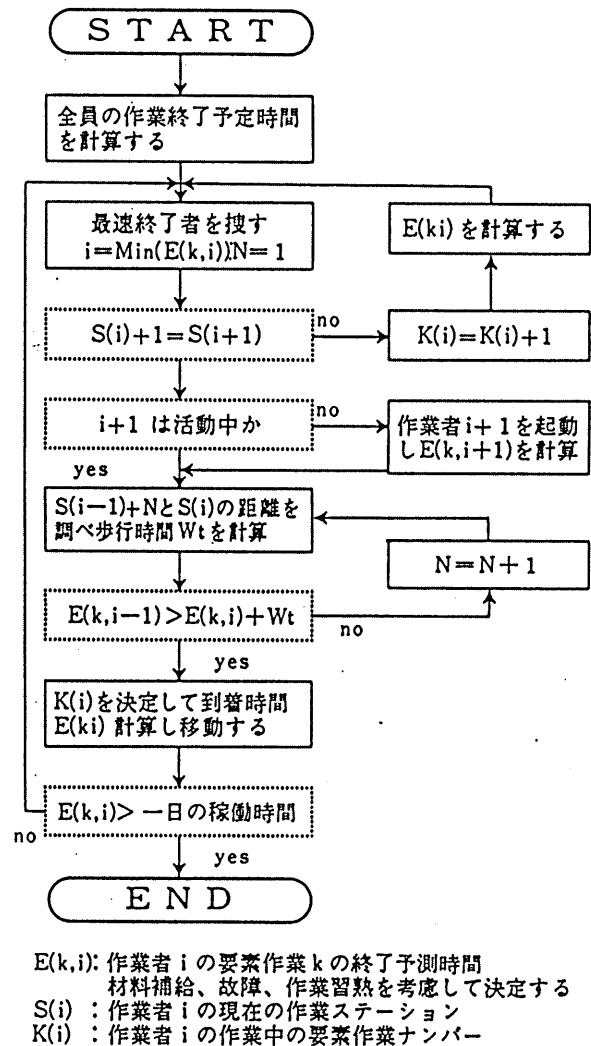 START
全員の作業終了予定時間
を計算する
最速終了者を捜す
i=Min(E(k,i)):N=1
E(ki)を計算する
S(i)+1=S(i+1)
no
K(i)=K(i)+1
i+1 は活動中か
no
作業者i+1を起動
しE(k,i+1)を計算
yes
S(i-1)+NとS(i)の距離を
調べ歩行時間Wtを計算
N=N+1
E(k,i-1)>E(k,i)+Wt
no
yes
K(i)を決定して到着時間
E(ki) 計算し移動する
E(k,i)> 一日の稼働時間
no
yes
END
E(k,i): 作業者 i の要素作業 k の終了予測時間
材料補給、故障、作業習熟を考慮して決定する
S(i) : 作業者 i の現在の作業ステーション
K(i) : 作業者 i の作業中の要素作業ナンバー